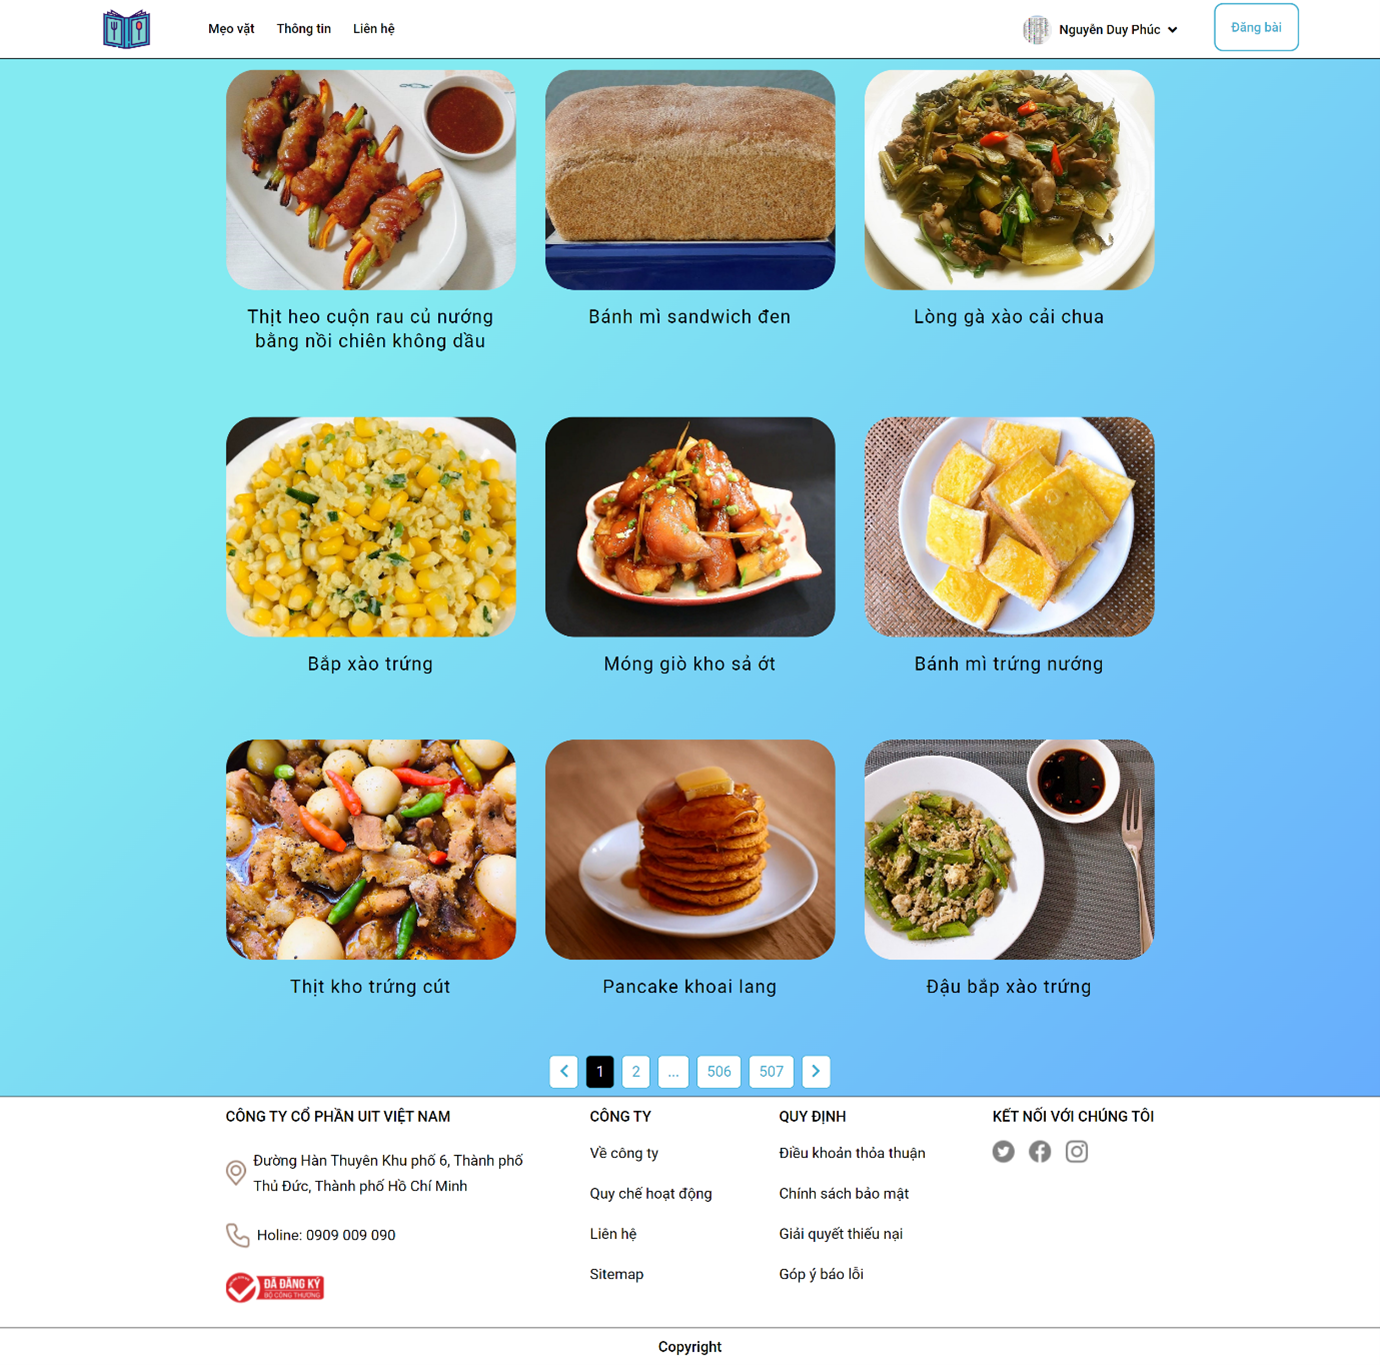 Mẹo vặt
Thông tin
Liên hệ
Nguyễn Duy Phúc
Đăng bài
Thịt heo cuộn rau củ nướng
bằng nồi chiên không dầu
Bánh mì sandwich đen
Lòng gà xào cải chua
Bắp xào trứng
Móng giò kho sả ớt
Bánh mì trứng nướng
Thịt kho trứng cút
Pancake khoai lang
Đậu bắp xào trứng
1
2
...
506
507
CÔNG TY CỔ PHẦN UIT VIỆT NAM
Đường Hàn Thuyên Khu phố 6, Thành phố
Thủ Đức, Thành phố Hồ Chí Minh
Holine: 0909 009 090
ĐÃ ĐĂNG KÝ
BỘ CÔNG THƯƠNG
CÔNG TY
Về công ty
Quy chế hoạt động
Liên hệ
Sitemap
QUY ĐỊNH
Điều khoản thỏa thuận
Chính sách bảo mật
Giải quyết thiếu nại
Góp ý báo lỗi
KẾT NỐI VỚI CHÚNG TÔI
Copyright